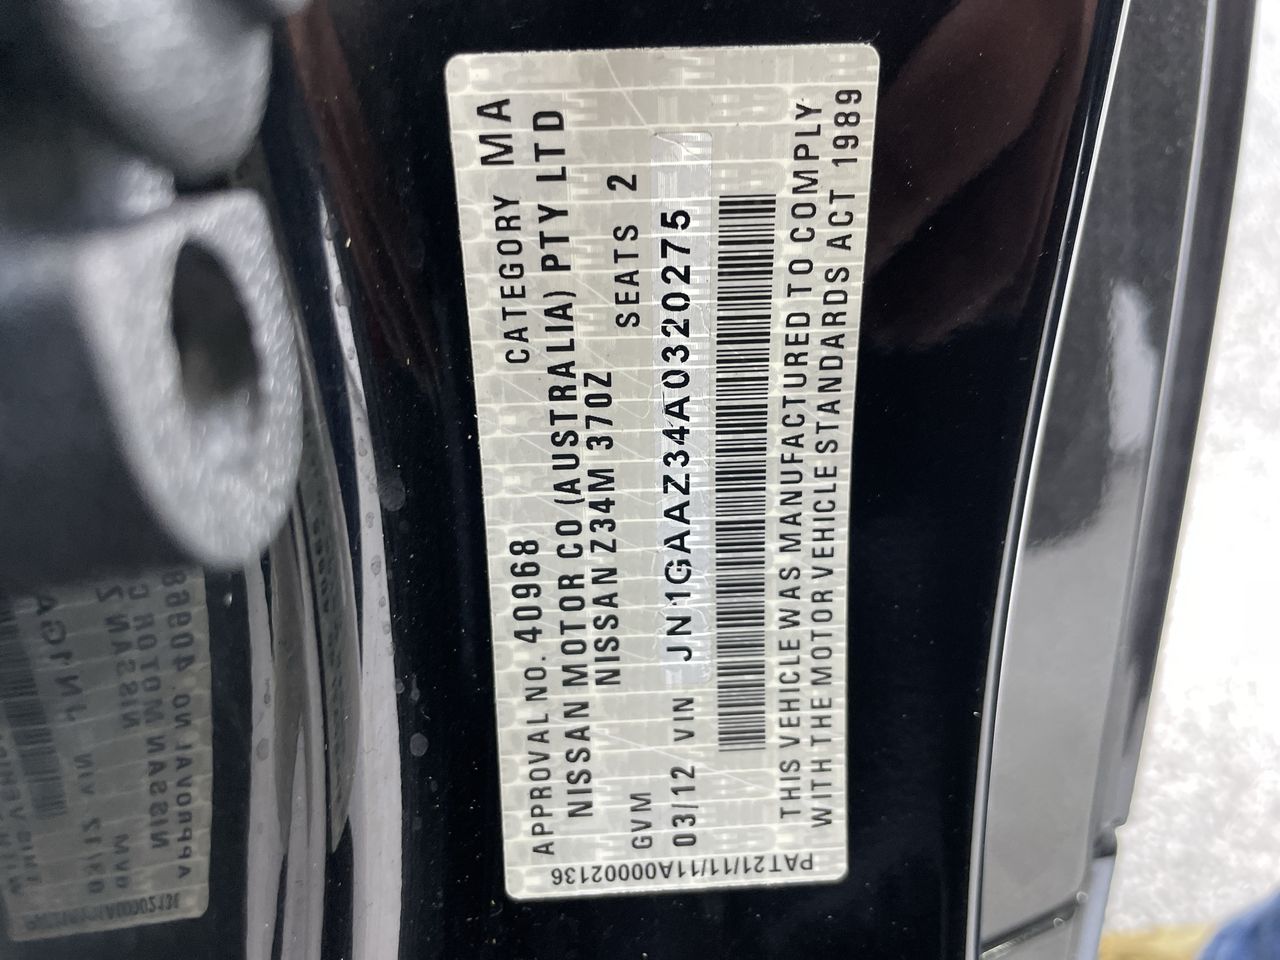 APPROVAL NO. 40968 CATEGORY MA
NISSAN MOTOR CO (AUSTRALIA) PTY LTD
NISSAN Z34M 370Z
GVM SEATS 2
03/12 VIN JN1GAAZ34A0320275
THIS VEHICLE WAS MANUFACTURED TO COMPLY
WITH THE MOTOR VEHICLE STANDARDS ACT 1989
PAT21/11/11A00002136